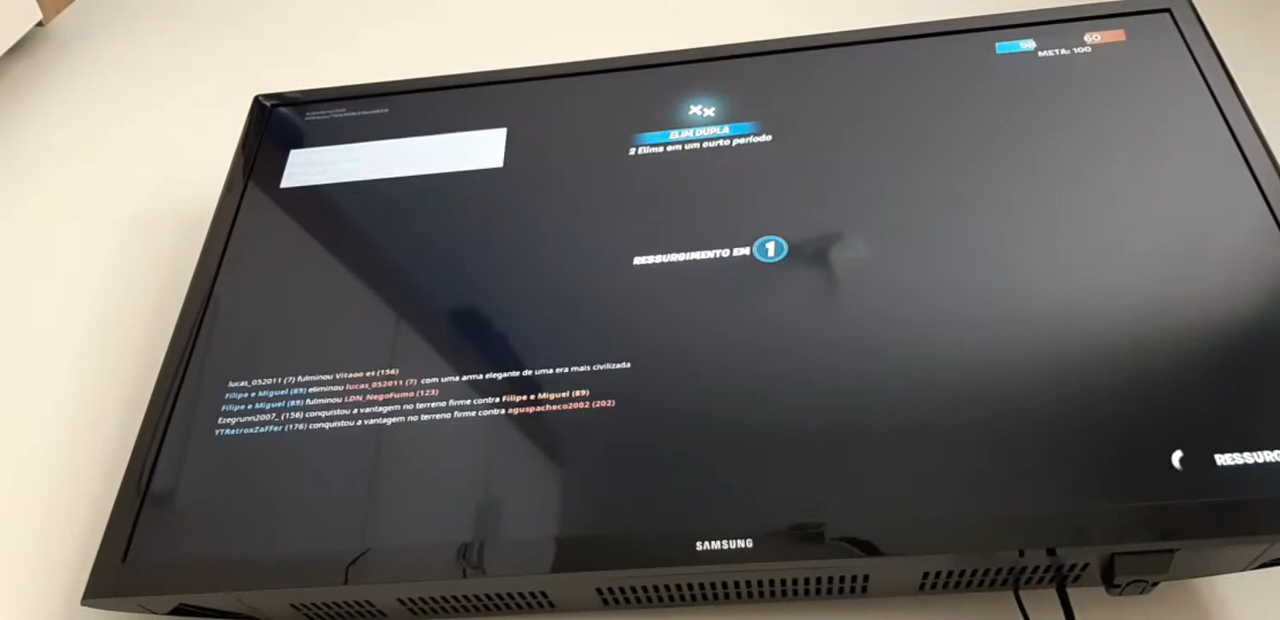 60
META: 100
ELIM DUPLA
2 Elims em um curto período
RESSURGIMENTO EM 1
lucas_052011 (7) fulminou Vitaoo es (156)
Filipe e Miguel (89) eliminou lucas_052011 (7) com uma arma elegante de uma era mais civilizada
Filipe e Miguel (89) fulminou LDN_NegoFumo (123)
Ezegrunn2007_ (156) conquistou a vantagem no terreno firme contra Filipe e Miguel (89)
YTRetroxZaFFer (176) conquistou a vantagem no terreno firme contra aguspacheco2002 (202)
RESSURG
SAMSUNG